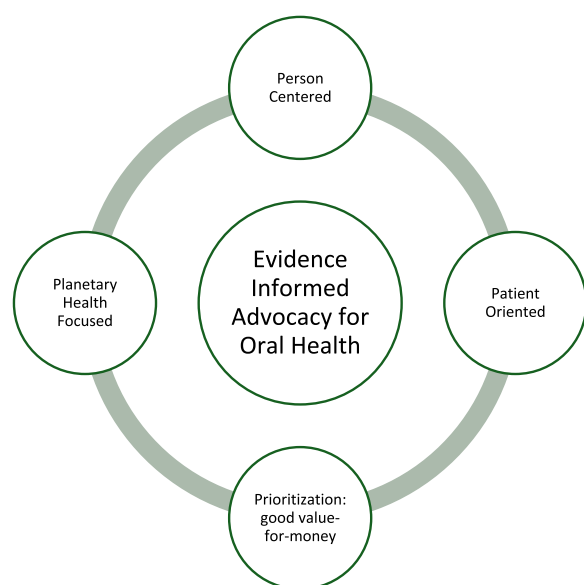 Person
Centered
Evidence
Informed
Advocacy for
Oral Health
Planetary
Health
Focused
Patient
Oriented
Prioritization:
good value-
for-money